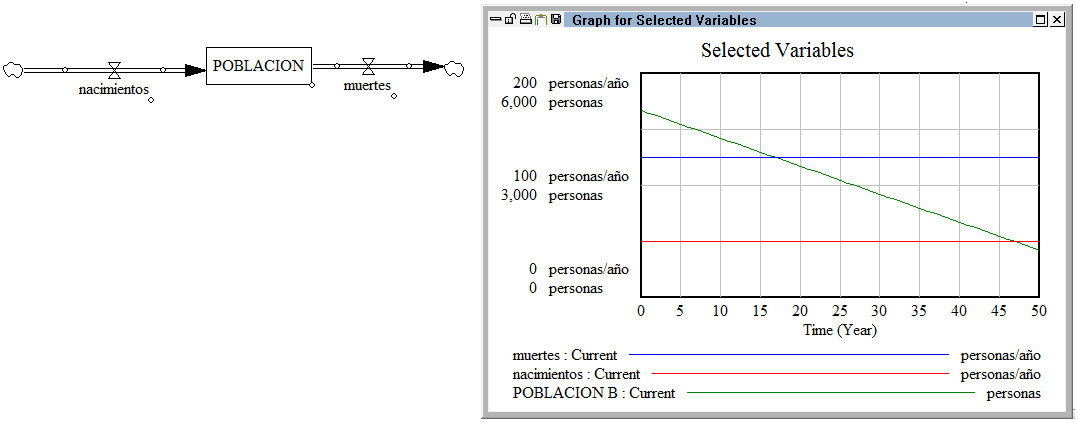 POBLACION
nacimientos
muertes
Graph for Selected Variables
Selected Variables
200 personas/año
6,000 personas
100 personas/año
3,000 personas
0 personas/año
0 personas
0 5 10 15 20 25 30 35 40 45 50
Time (Year)
muertes : Current personas/año
nacimientos : Current personas/año
POBLACION B : Current personas